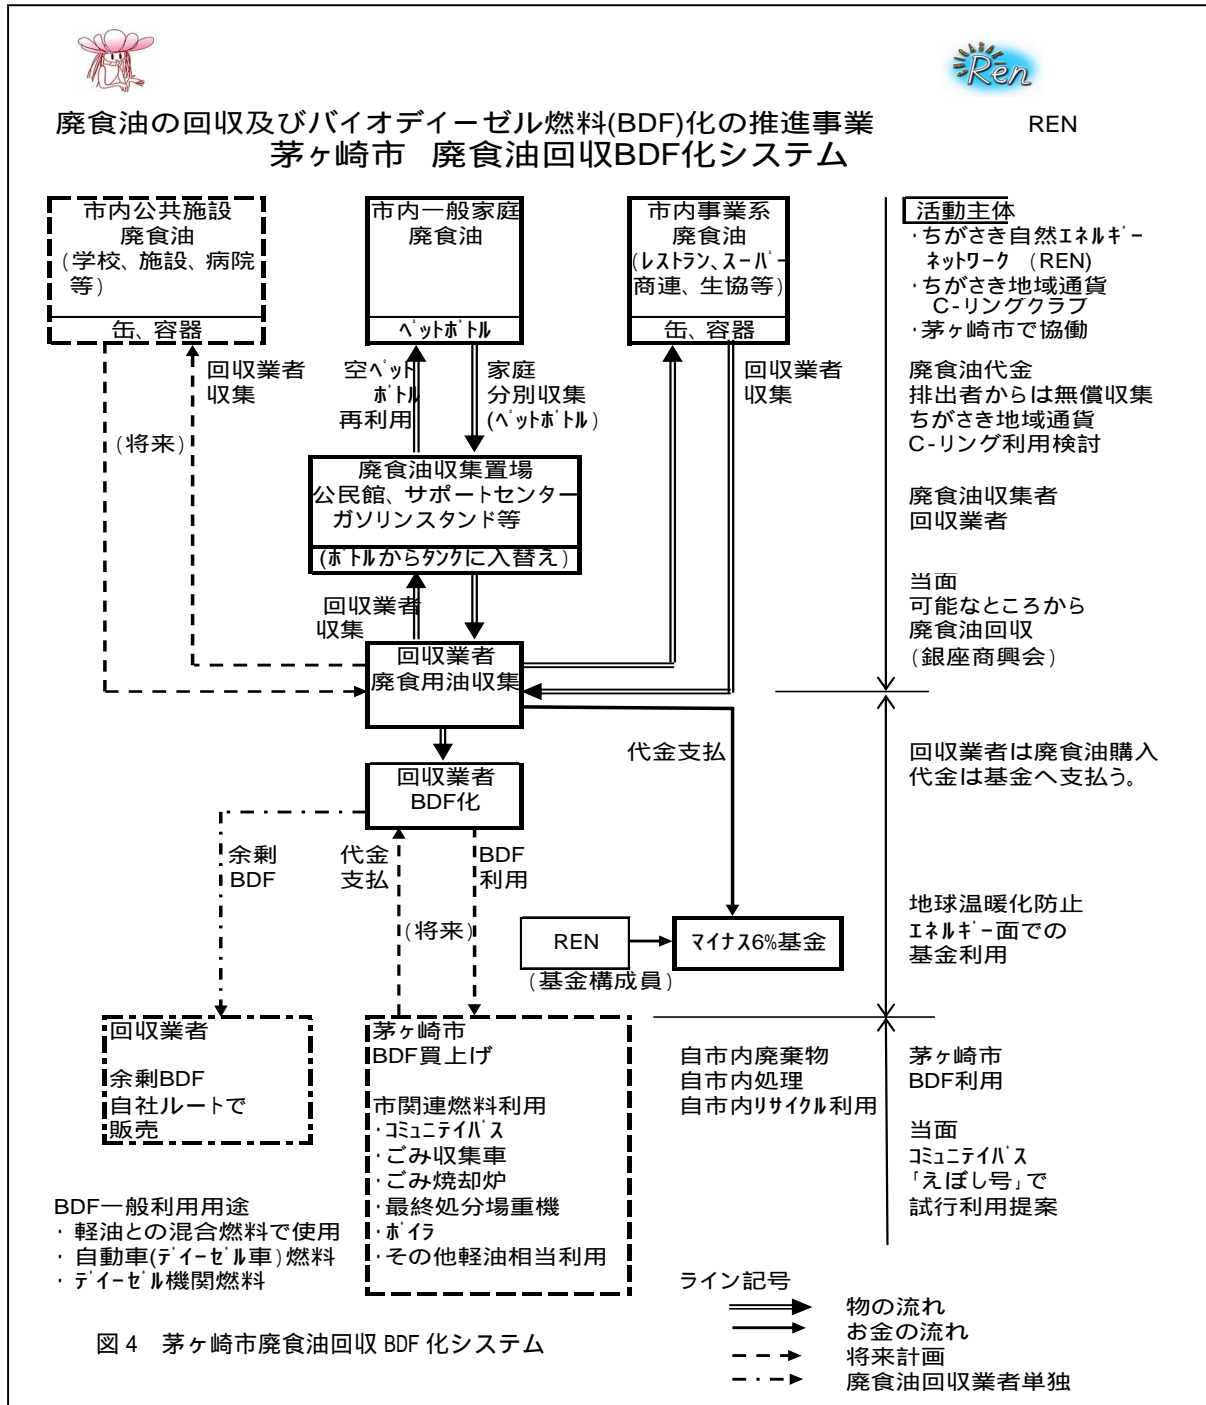 Ren
廃食油の回収及びバイオデイーゼル燃料(BDF)化の推進事業
REN
茅ヶ崎市 廃食油回収BDF化システム
市内公共施設
廃食油
(学校、施設、病院
等)
缶、容器
市内一般家庭
廃食油
ペットボトル
市内事業系
廃食油
(レストラン、スーパー
商連、生協等)
缶、容器
活動主体
・ちがさき自然エネルギー
ネットワーク (REN)
・ちがさき地域通貨
C-リングクラブ
・茅ヶ崎市で協働
回収業者
収集
(将来)
空ペット
ボトル
再利用
家庭
分別収集
(ペットボトル)
回収業者
収集
廃食油代金
排出者からは無償収集
ちがさき地域通貨
C-リング利用検討
廃食油収集置場
公民館、サポートセンター
ガソリンスタンド等
(ボトルからタンクに入替え)
廃食油収集者
回収業者
回収業者
収集
当面
可能なところから
廃食油回収
(銀座商興会)
回収業者
廃食用油収集
代金支払
回収業者は廃食油購入
代金は基金へ支払う。
回収業者
BDF化
余剰
BDF
代金
支払
BDF
利用
(将来)
REN
(基金構成員)
マイナス6%基金
地球温暖化防止
エネルギー面での
基金利用
回収業者
余剰BDF
自社ルートで
販売
茅ヶ崎市
BDF買上げ
市関連燃料利用
・コミュニテイバス
・ごみ収集車
・ごみ焼却炉
・最終処分場重機
・ボイラ
・その他軽油相当利用
自市内廃棄物
自市内処理
自市内リサイクル利用
茅ヶ崎市
BDF利用
当面
コミュニテイバス
「えぼし号」で
試行利用提案
BDF一般利用用途
・ 軽油との混合燃料で使用
・ 自動車(デイーゼル車)燃料
・ デイーゼル機関燃料
ライン記号
物の流れ
お金の流れ
将来計画
廃食油回収業者単独
図4 茅ヶ崎市廃食油回収 BDF 化システム